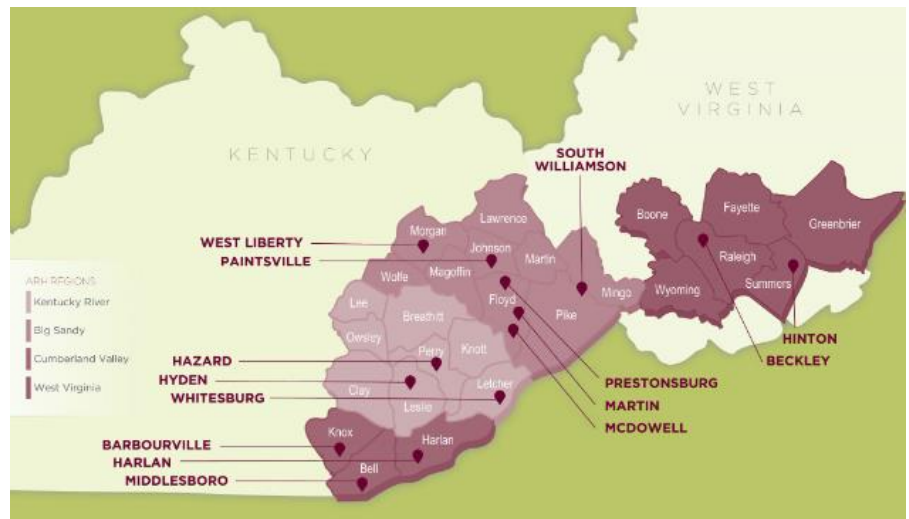 WEST
VIRGINIA
KENTUCKY
SOUTH
WILLIAMSON
Lawrence
Morgan
Boone
Fayette
Greenbrier
WEST LIBERTY
Johnson
Martin
PAINTSVILLE
Magoffin
Raleigh
Wolfe
Summers
ARH REGIONS
Kentucky River
Big Sandy
Cumberland Valley
West Virginia
Lee
Floyd
Mingo
Wyoming
Breathitt
Pike
Owsley
HINTON
Perry
Knott
BECKLEY
HAZARD
HYDEN
PRESTONSBURG
Clay
Letcher
WHITESBURG
MARTIN
Leslie
MCDOWELL
Knox
Harlan
BARBOURVILLE
HARLAN
Bell
MIDDLESBORO